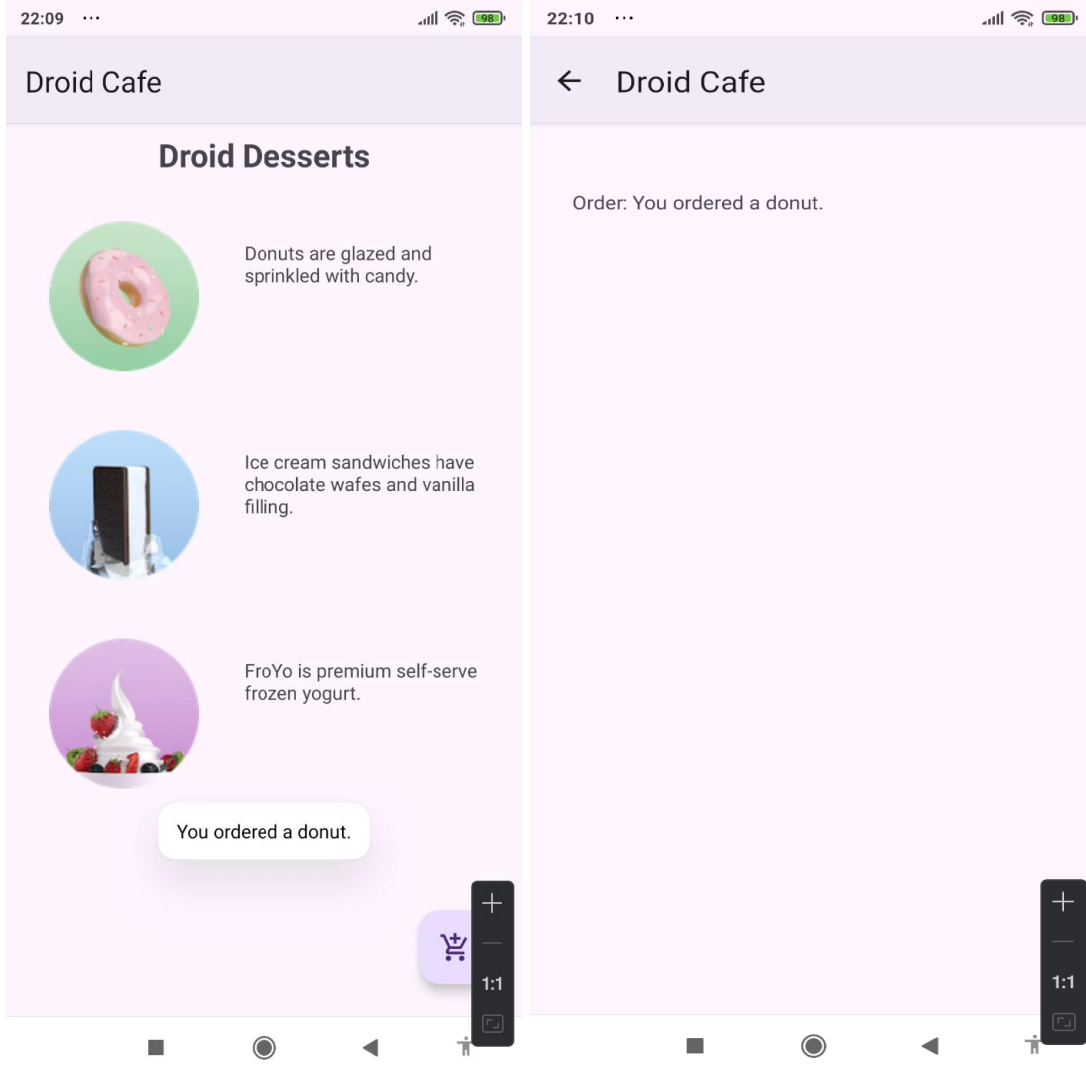 22:09 ...
98
Droid Cafe
Droid Desserts
Donuts are glazed and
sprinkled with candy.
Ice cream sandwiches have
chocolate wafes and vanilla
filling.
FroYo is premium self-serve
frozen yogurt.
You ordered a donut.
1:1
22:10 ...
98
Droid Cafe
Order: You ordered a donut.
1:1